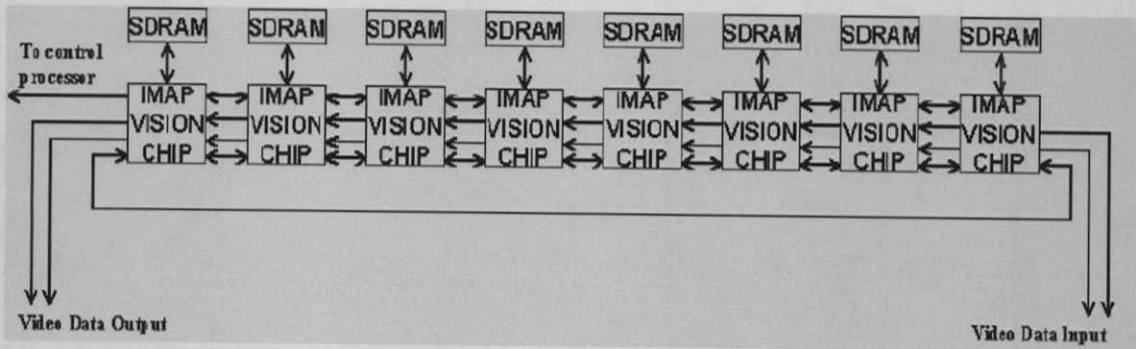 SDRAM SDRAM SDRAM SDRAM SDRAM SDRAM SDRAM SDRAM
To control
processor
IMAP IMAP IMAP IMAP IMAP IMAP IMAP IMAP
VISION VISION VISION VISION VISION VISION VISION VISION
CHIP CHIP CHIP CHIP CHIP CHIP CHIP CHIP
Video Data Output
Video Data Input